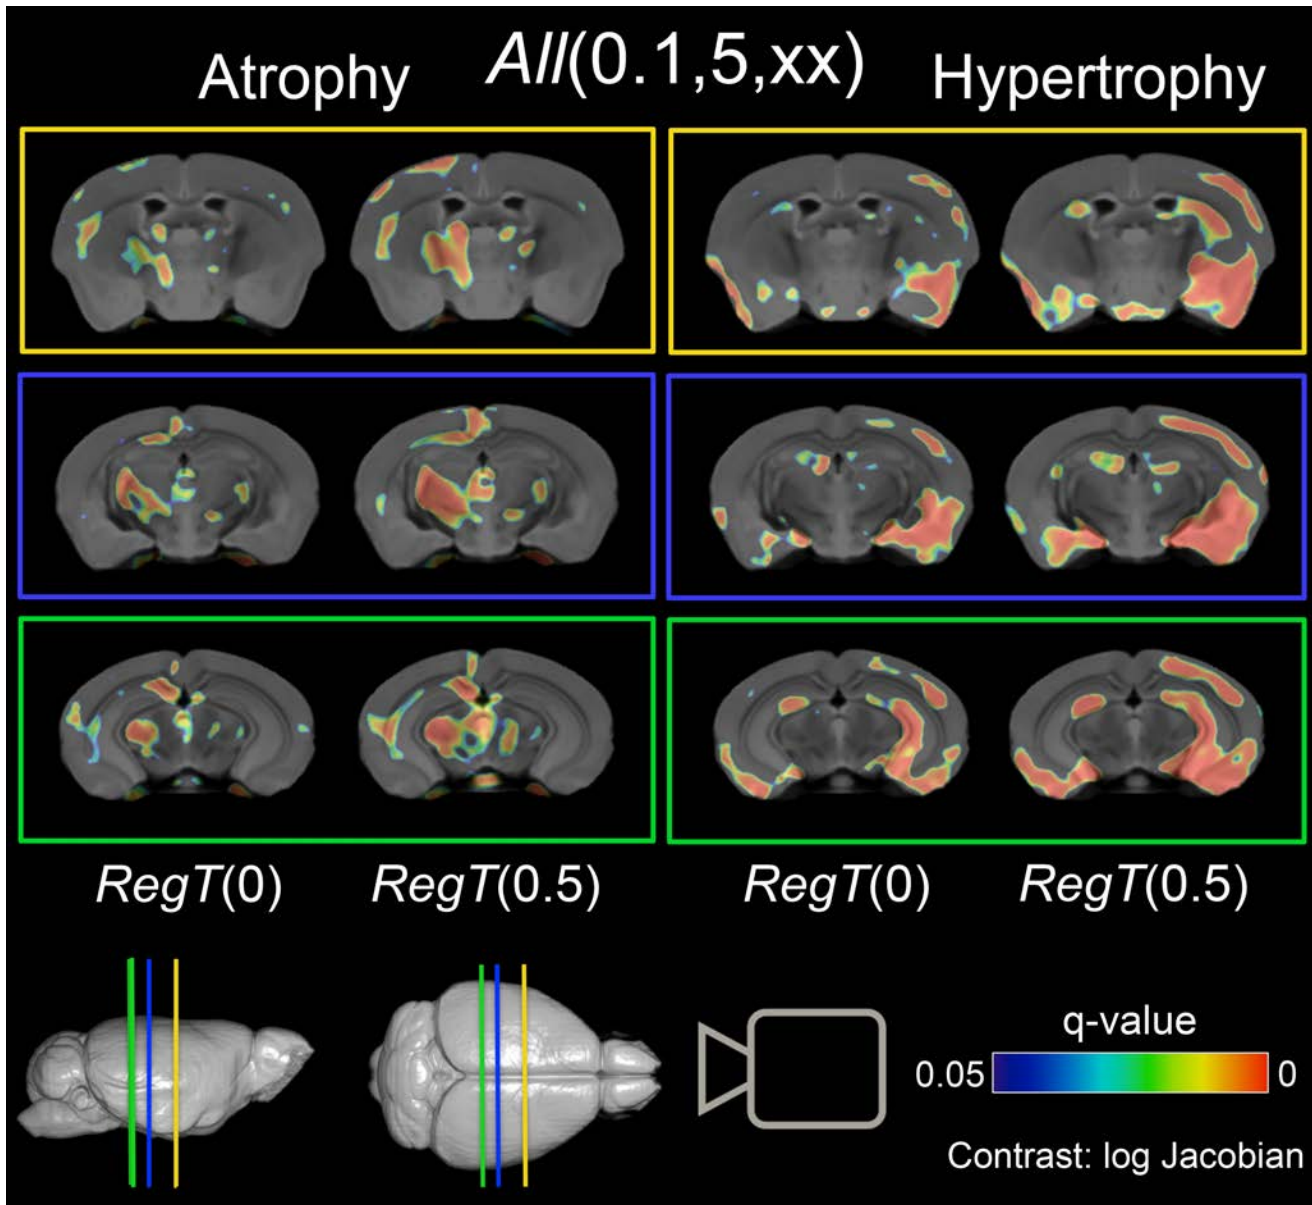 All(0.1,5,xx)
Atrophy
Hypertrophy
RegT(0)
RegT(0.5)
RegT(0)
RegT(0.5)
q-value
0.05
0
Contrast: log Jacobian